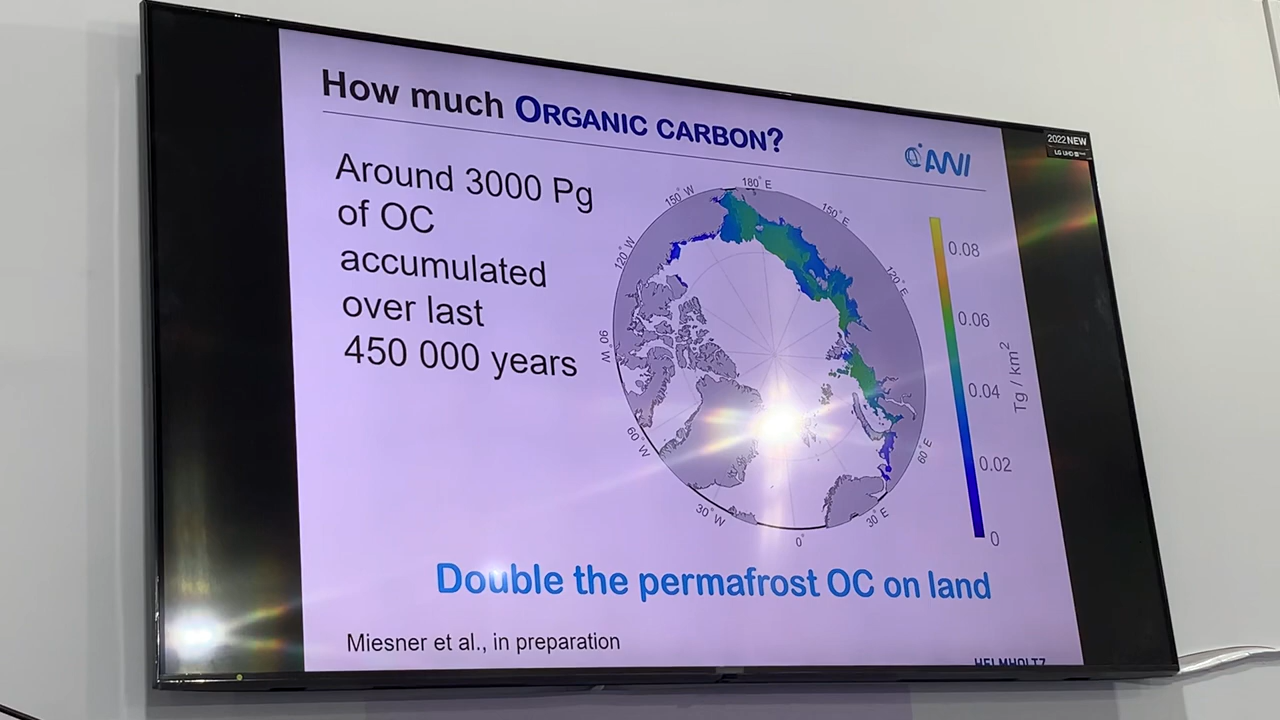 How much ORGANIC CARBON?
AWI
2022 NEW
LG UHD
Around 3000 Pg
of OC
accumulated
over last
450 000 years
180° E
150° W
150° E
120° W
120° E
90° W
60° W
60° E
30° W
30° E
0°
0.08
0.06
0.04
0.02
0
Tg / km²
Double the permafrost OC on land
Miesner et al., in preparation
HELMHOLTZ